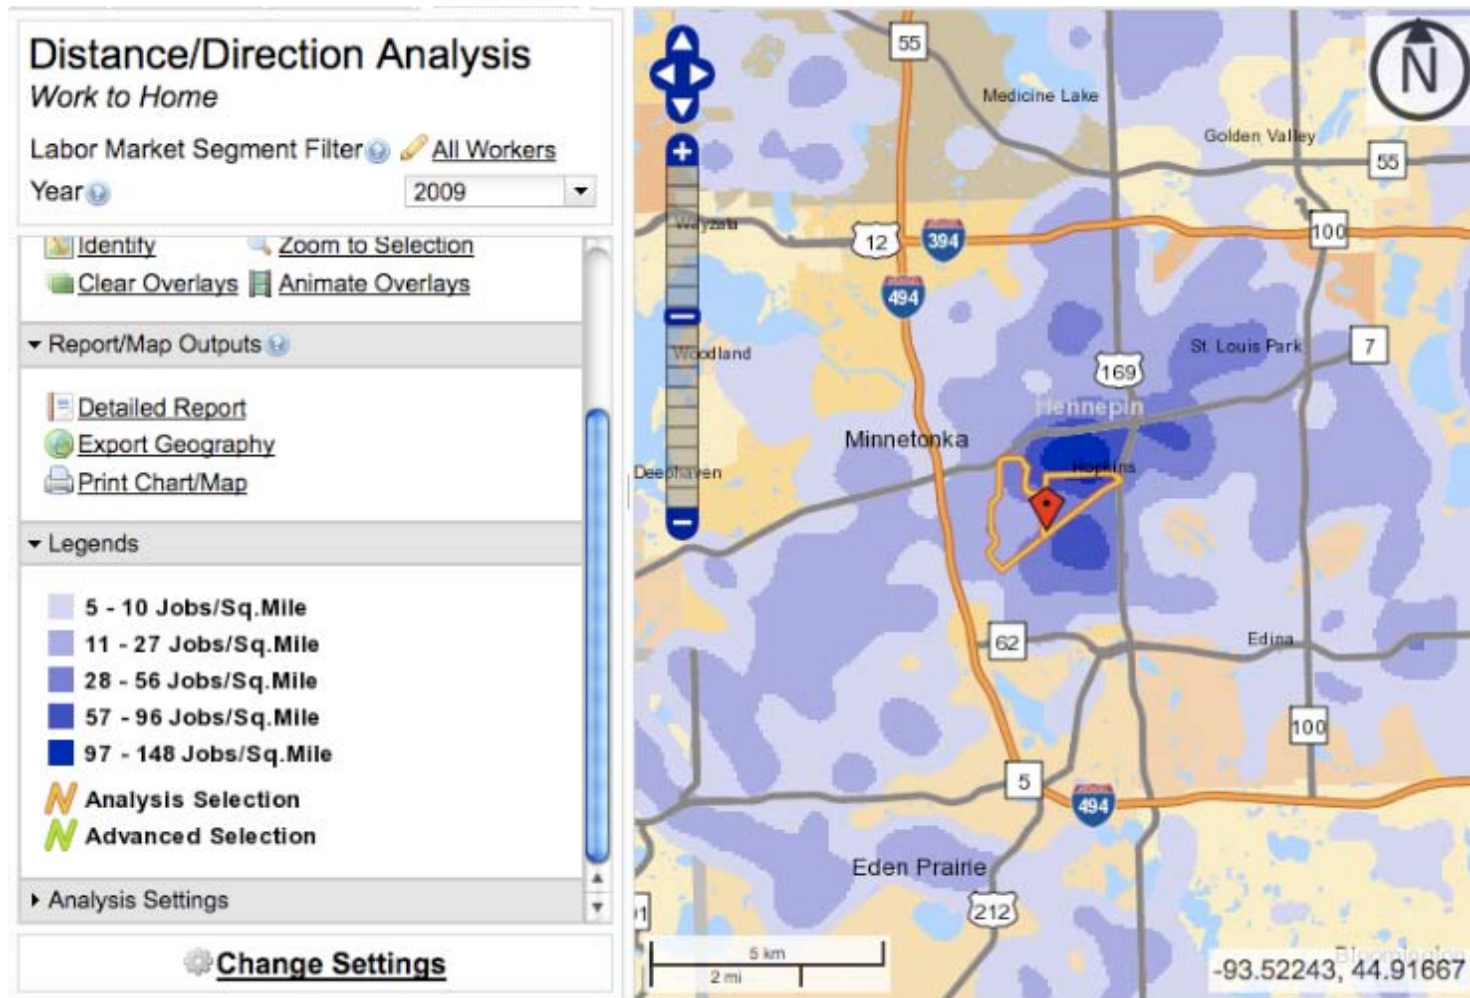 Distance/Direction Analysis
Work to Home
Labor Market Segment Filter All Workers
Year 2009
Identify Zoom to Selection
Clear Overlays Animate Overlays
Report/Map Outputs
Detailed Report
Export Geography
Print Chart/Map
Legends
5 - 10 Jobs/Sq.Mile
11 - 27 Jobs/Sq.Mile
28 - 56 Jobs/Sq.Mile
57 - 96 Jobs/Sq.Mile
97 - 148 Jobs/Sq.Mile
Analysis Selection
Advanced Selection
Analysis Settings
Change Settings
55
N
Medicine Lake
Golden Valley
55
Wayzata
12
394
100
494
Woodland
St. Louis Park
7
169
Hennepin
Minnetonka
Hopkins
Deephaven
62
Edina
100
5
494
Eden Prairie
212
5 km
2 mi
Bloomington
-93.52243, 44.91667